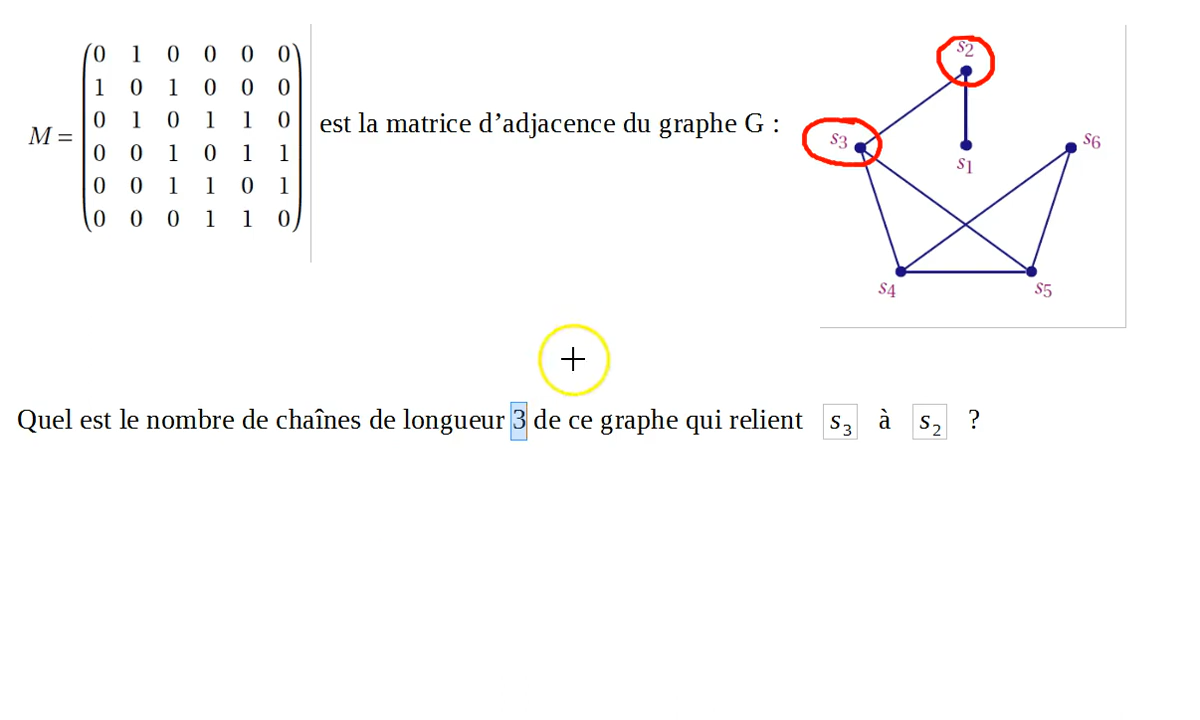 M = (0 1 0 0 0 0
1 0 1 0 0 0
0 1 0 1 1 0
0 0 1 0 1 1
0 0 1 1 0 1
0 0 0 1 1 0)
est la matrice d’adjacence du graphe G :
s2
s3
s1
s6
s4
s5
Quel est le nombre de chaînes de longueur 3 de ce graphe qui relient s3 à s2 ?